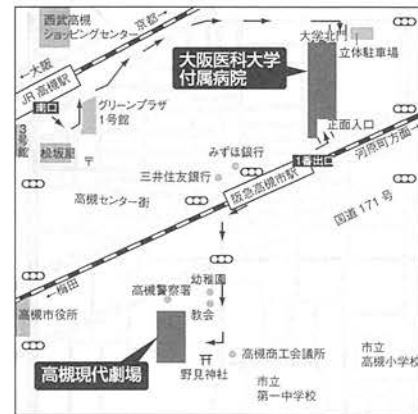 西武高槻
ショッピングセンター
京都→
←大阪
JR高槻駅
南口
グリーンプラザ
1号館
3号館
松坂屋
〒
大学北門
立体駐車場
大阪医科大学
付属病院
正面入口
1番出口
河原町方面→
みずほ銀行
三井住友銀行
阪急高槻市駅
高槻センター街
国道171号
←梅田
幼稚園
高槻警察署
教会
高槻市役所
高槻現代劇場
野見神社
高槻商工会議所
市立
高槻小学校
市立
第一中学校